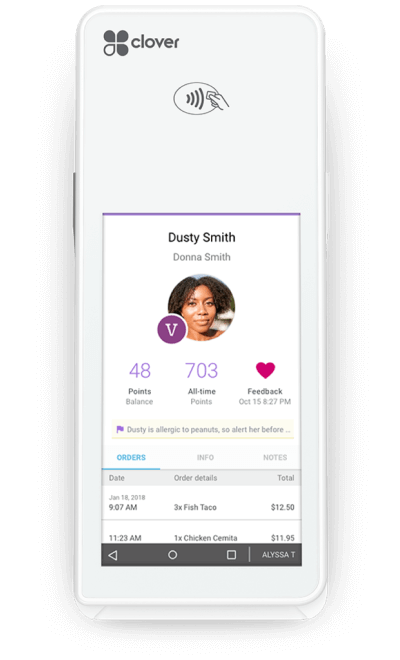 clover
Dusty Smith
Donna Smith
V
48 703
Points All-time Feedback
Balance Points Oct 15 8:27 PM
Dusty is allergic to peanuts, so alert her before ...
ORDERS INFO NOTES
Date Order details Total
Jan 18, 2018
9:07 AM 3x Fish Taco $12.50
11:23 AM 1x Chicken Cemita $11.95
ALYSSA T